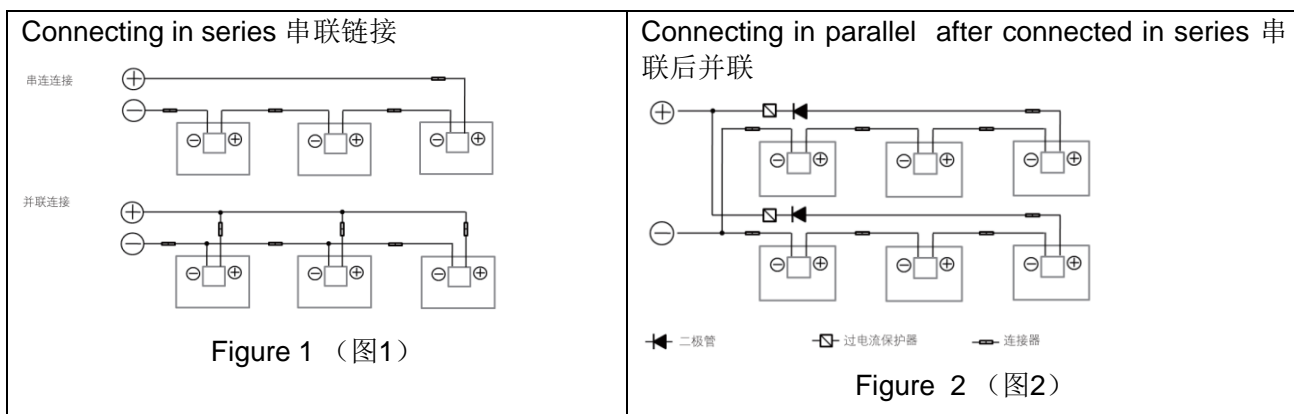 Connecting in series 串联链接
串连连接
并联连接
Figure 1 （图1）
Connecting in parallel after connected in series 串
联后并联
二极管
过电流保护器
连接器
Figure 2 （图2）